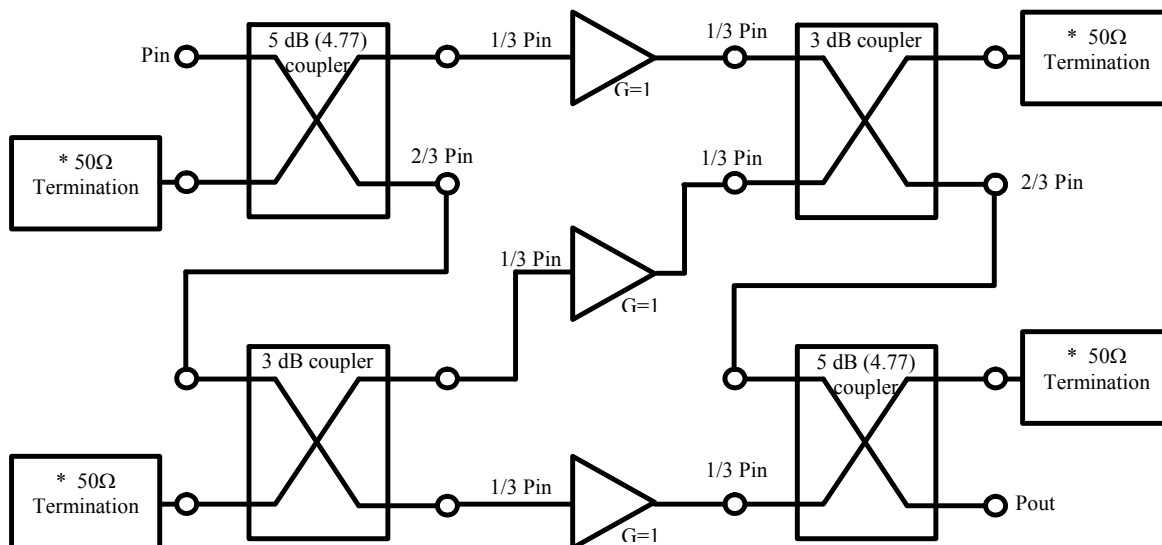 5 dB (4.77)
coupler
3 dB coupler
* 50Ω
Termination
1/3 Pin
1/3 Pin
Pin
G=1
* 50Ω
Termination
2/3 Pin
1/3 Pin
2/3 Pin
1/3 Pin
G=1
3 dB coupler
5 dB (4.77)
coupler
* 50Ω
Termination
* 50Ω
Termination
1/3 Pin
1/3 Pin
Pout
G=1